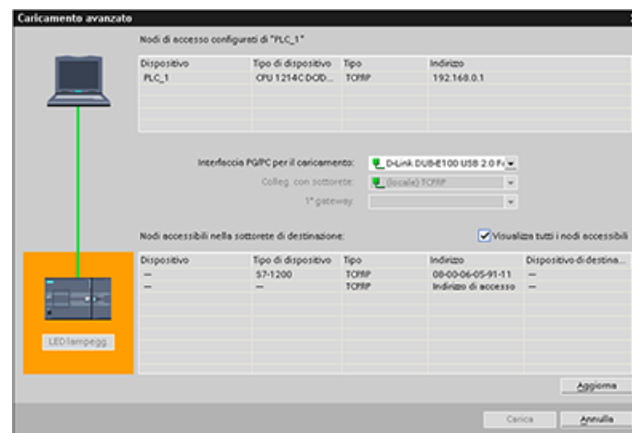 Caricamento avanzato
Nodi di accesso configurati di "PLC_1"
Dispositivo Tipo di dispositivo Tipo Indirizzo
PLC_1 CPU 1214C DC/D... TCP/IP 192.168.0.1
Interfaccia PG/PC per il caricamento: D-Link DUB-E100 USB 2.0 Fa
Colleg. con sottorete: (locale) TCP/IP
1° gateway:
Nodi accessibili nella sottorete di destinazione: Visualizza tutti i nodi accessibili
Dispositivo Tipo di dispositivo Tipo Indirizzo Dispositivo di destina...
— S7-1200 TCP/IP 08-00-06-05-91-11 —
— — TCP/IP Indirizzo di accesso —
LED lampegg.
Aggiorna
Carica Annulla